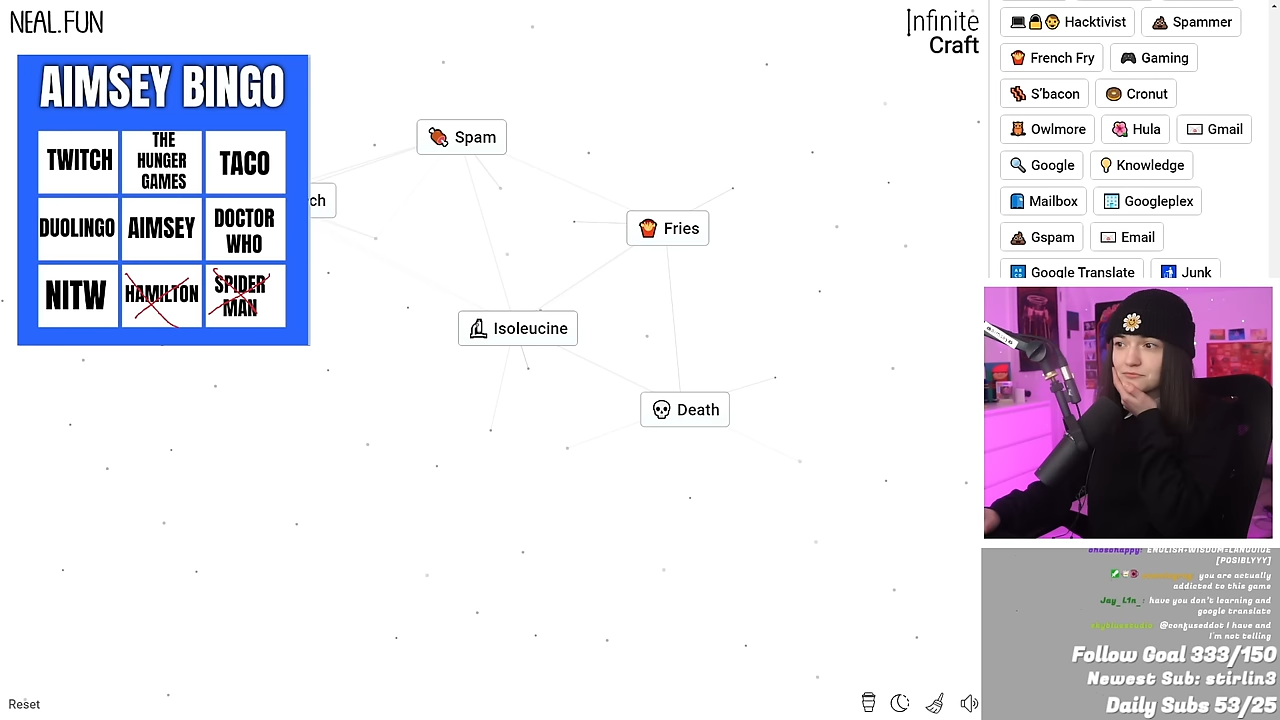 NEAL.FUN
Infinite
Craft
AIMSEY BINGO
TWITCH
THE
HUNGER
GAMES
TACO
DUOLINGO
AIMSEY
DOCTOR
WHO
NITW
HAMILTON
SPIDER
MAN
Spam
ch
Fries
Isoleucine
Death
Hacktivist
Spammer
French Fry
Gaming
S'bacon
Cronut
Owlmore
Hula
Gmail
Google
Knowledge
Mailbox
Googleplex
Gspam
Email
Google Translate
Junk
ENGLISH+WISDOM=LANGUIGE
[POSIBLYYY]
you are actually
addicted to this game
Jay_L1n_: have you don't learning and
google translate
@confuseddot I have and
I'm not telling
Follow Goal 333/150
Newest Sub: stirlin3
Daily Subs 53/25
Reset